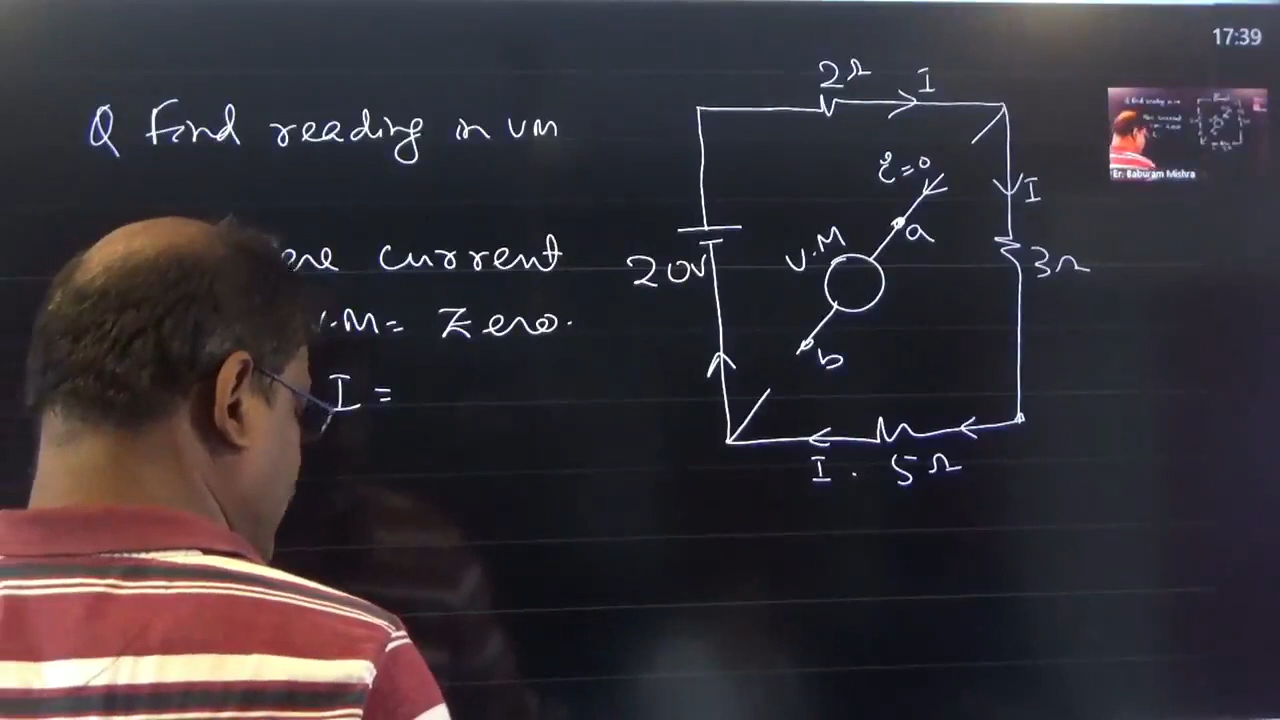 Q Find reading in VM
current
V.M= Zero.
I =
2Ω
I
i=0
a
I
V.M
20V
3Ω
b
I . 5Ω
17:39
Er. Baburam Mishra